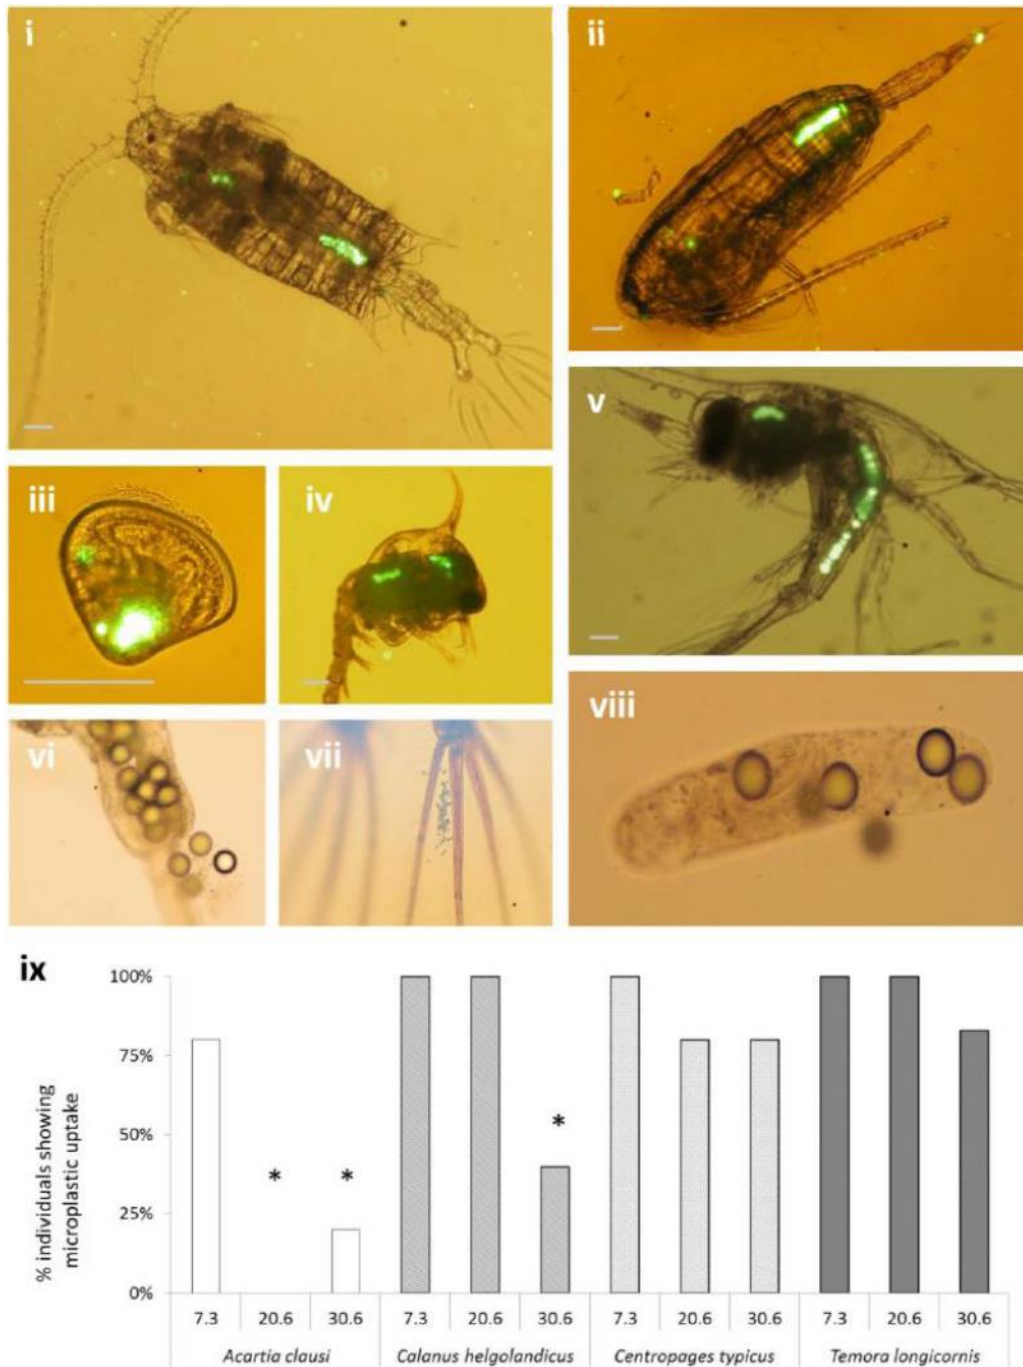 i
ii
iii
iv
v
vi
vii
viii
ix
100%
75%
50%
25%
0%
% individuals showing
microplastic uptake
*
*
*
7.3 20.6 30.6 7.3 20.6 30.6 7.3 20.6 30.6 7.3 20.6 30.6
Acartia clausi Calanus helgolandicus Centropages typicus Temora longicornis